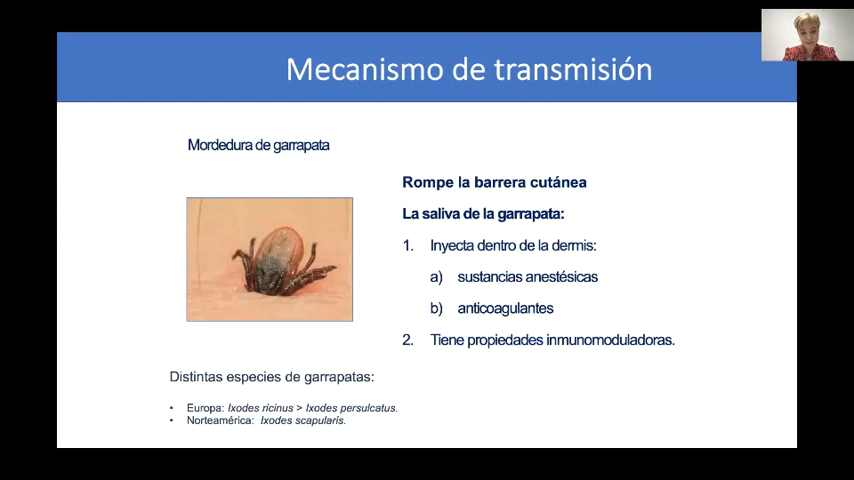 Mecanismo de transmisión
Mordedura de garrapata
Rompe la barrera cutánea
La saliva de la garrapata:
1. Inyecta dentro de la dermis:
a) sustancias anestésicas
b) anticoagulantes
2. Tiene propiedades inmunomoduladoras.
Distintas especies de garrapatas:
• Europa: Ixodes ricinus > Ixodes persulcatus.
• Norteamérica: Ixodes scapularis.